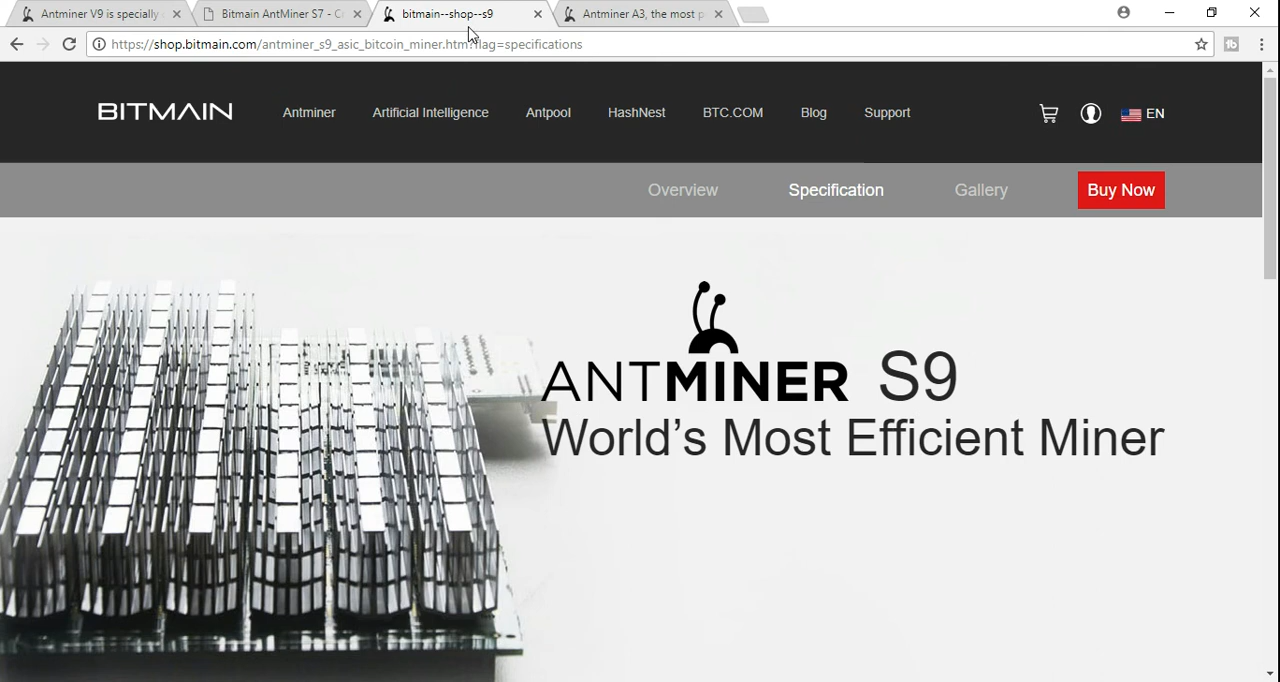 Antminer V9 is specially
Bitmain AntMiner S7 - Co
bitmain--shop--s9
Antminer A3, the most p
https://shop.bitmain.com/antminer_s9_asic_bitcoin_miner.htm?flag=specifications
BITMAIN
Antminer
Artificial Intelligence
Antpool
HashNest
BTC.COM
Blog
Support
EN
Overview
Specification
Gallery
Buy Now
ANTMINER S9
World's Most Efficient Miner